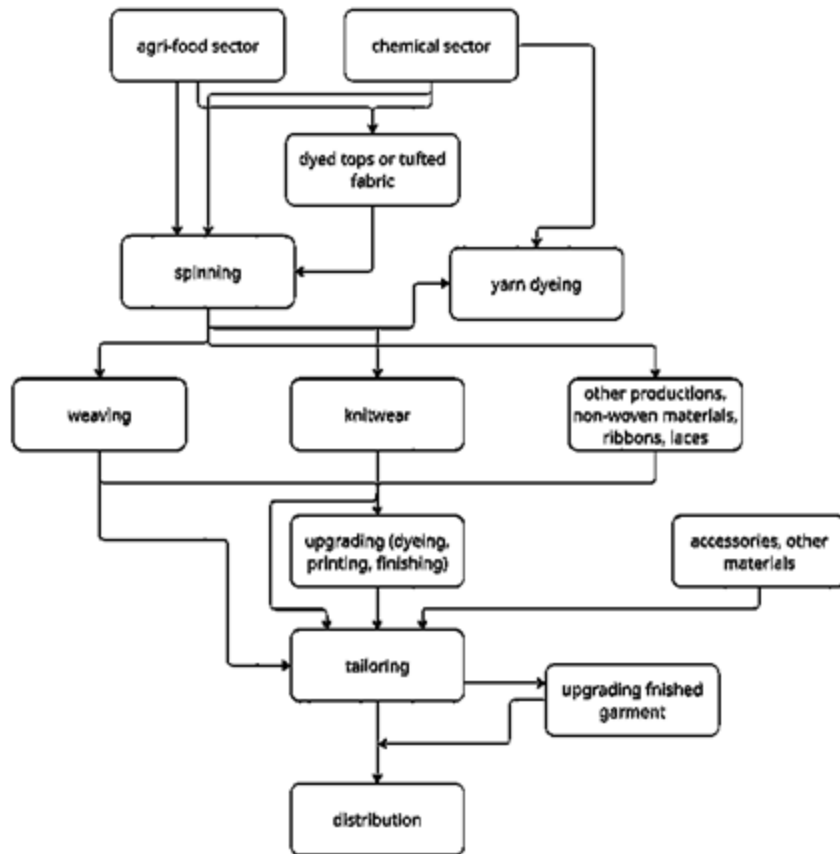 agri-food sector
chemical sector
dyed tops or tufted
fabric
spinning
yarn dyeing
weaving
knitwear
other productions,
non-woven materials,
ribbons, laces
upgrading (dyeing,
printing, finishing)
accessories, other
materials
tailoring
upgrading fnished
garment
distribution